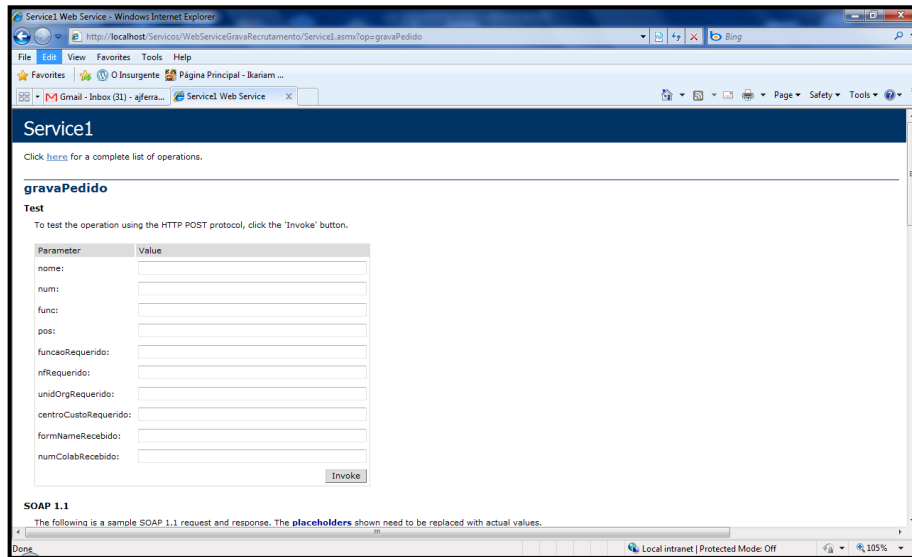 Service1 Web Service - Windows Internet Explorer
http://localhost/Servicos/WebServiceGravaRecrutamento/Service1.asmx?op=gravaPedido
Bing
File Edit View Favorites Tools Help
Favorites O Insurgente Página Principal - Ikariam ...
Gmail - Inbox (31) - ajferra... Service1 Web Service X Page Safety Tools
Service1
Click here for a complete list of operations.
gravaPedido
Test
To test the operation using the HTTP POST protocol, click the 'Invoke' button.
Parameter Value
nome:
num:
func:
pos:
funcaoRequerido:
nfRequerido:
unidOrgRequerido:
centroCustoRequerido:
formNameRecebido:
numColabRecebido:
Invoke
SOAP 1.1
The following is a sample SOAP 1.1 request and response. The placeholders shown need to be replaced with actual values.
Done Local intranet | Protected Mode: Off 105%